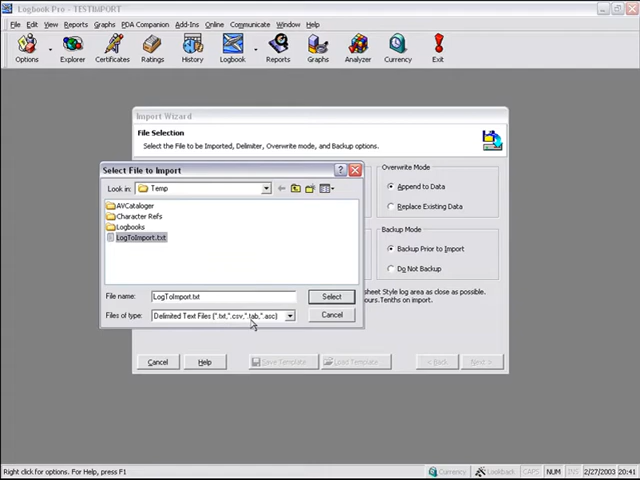 Logbook Pro - TESTIMPORT
File Edit View Reports Graphs PDA Companion Add-Ins Online Communicate Window Help
Options Explorer Certificates Ratings History Logbook Reports Graphs Analyzer Currency Exit
Import Wizard
File Selection
Select the File to be Imported, Delimiter, Overwrite mode, and Backup options.
Select File to Import
Look in: Temp
AVCataloger
Character Refs
Logbooks
LogToImport.txt
File name: LogToImport.txt Select
Files of type: Delimited Text Files (*.txt,*.csv,*.tab,*.asc) Cancel
Overwrite Mode
Append to Data
Replace Existing Data
Backup Mode
Backup Prior to Import
Do Not Backup
sheet Style log area as close as possible.
ours.Tenths on import.
Cancel Help Save Template Load Template < Back Next >
Right click for options. For Help, press F1 Currency Lookback CAPS NUM INS 2/27/2003 20:41